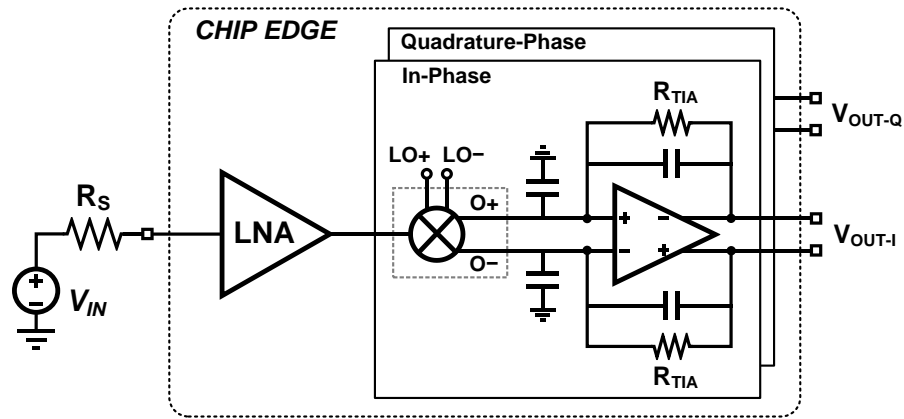 CHIP EDGE
Quadrature-Phase
In-Phase
R_TIA
V_OUT-Q
LO+ LO−
R_S
O+
+ −
LNA
V_OUT-I
O−
− +
+
−
V_IN
R_TIA